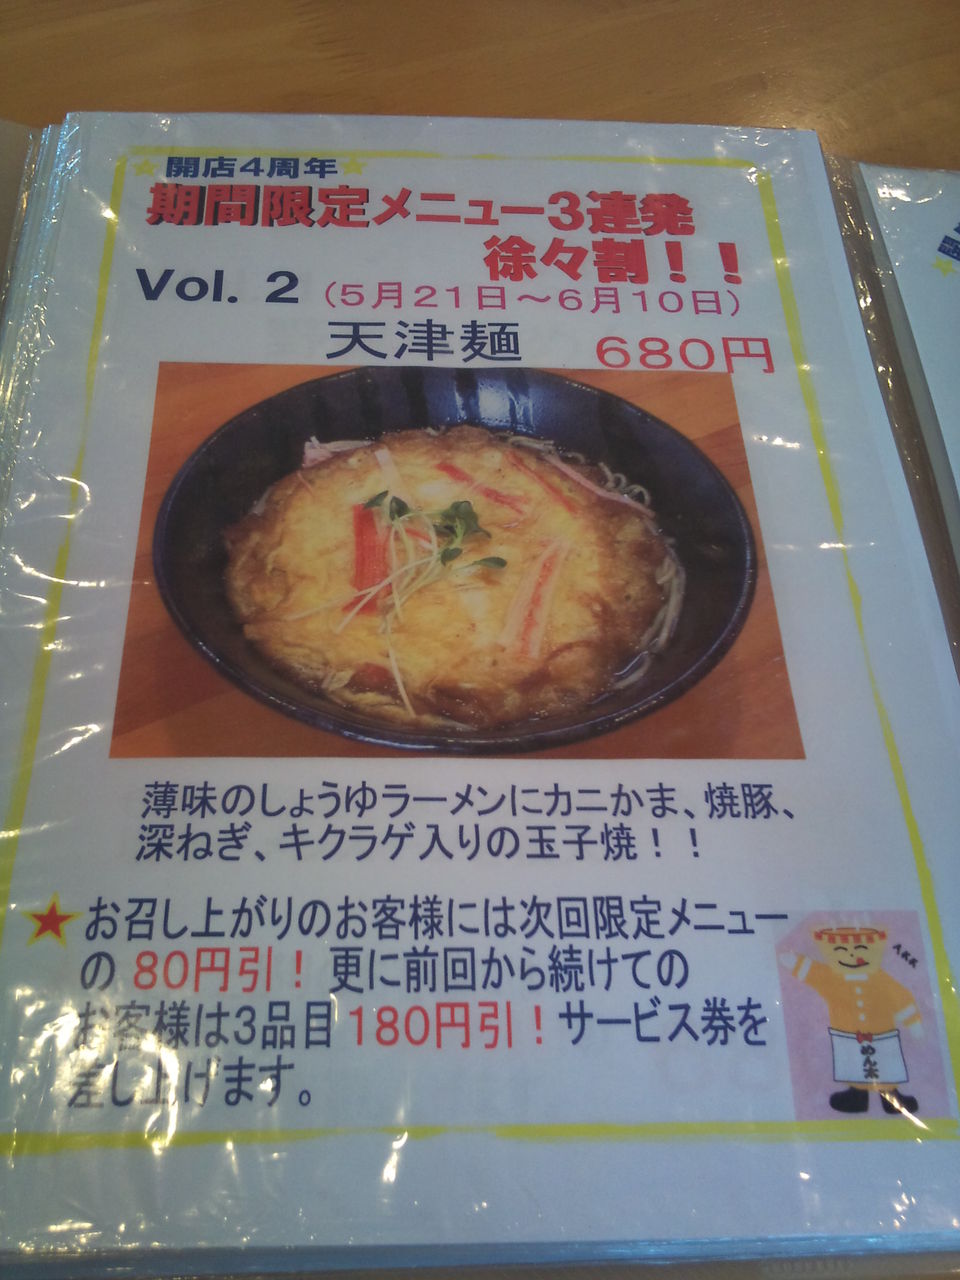 ☆開店4周年☆
期間限定メニュー3連発
徐々割！！
Vol. 2 （5月21日～6月10日）
天津麺 680円
薄味のしょうゆラーメンにカニかま、焼豚、
深ねぎ、キクラゲ入りの玉子焼！！
★お召し上がりのお客様には次回限定メニュー
の 80円引！ 更に前回から続けての
お客様は3品目 180円引！サービス券を
差し上げます。
めん太